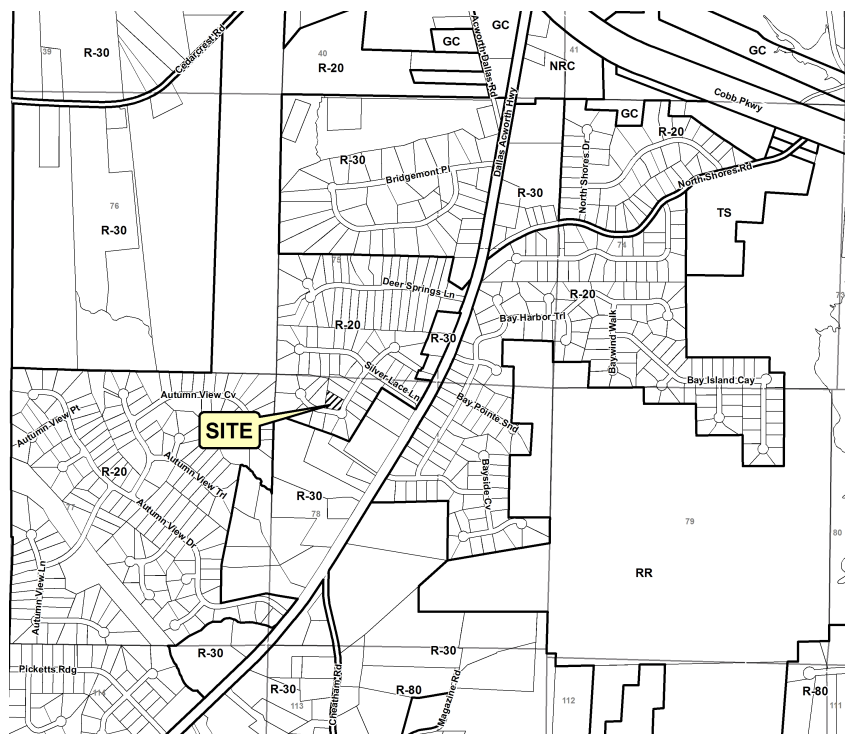 GC
GC
GC
39
R-30
40
R-20
41
NRC
Cedarcrest Rd
Acworth Dallas Rd
Dallas Acworth Hwy
Cobb Pkwy
GC
R-20
R-30
Bridgemont Pl
North Shores Dr
North Shores Rd
76
R-30
R-30
TS
74
75
Deer Springs Ln
R-20
73
R-20
Bay Harbor Trl
R-30
Baywind Walk
Silver Lace Ln
Bay Island Cay
Autumn View Cv
SITE
Autumn View Pt
Bay Pointe Shd
R-20
Autumn View Trl
Bayside Cv
R-30
77
Autumn View Dr
78
79
80
RR
Autumn View Ln
R-30
R-30
Picketts Rdg
114
R-30
113
Cheatham Rd
R-80
Magazine Rd
112
R-80
111